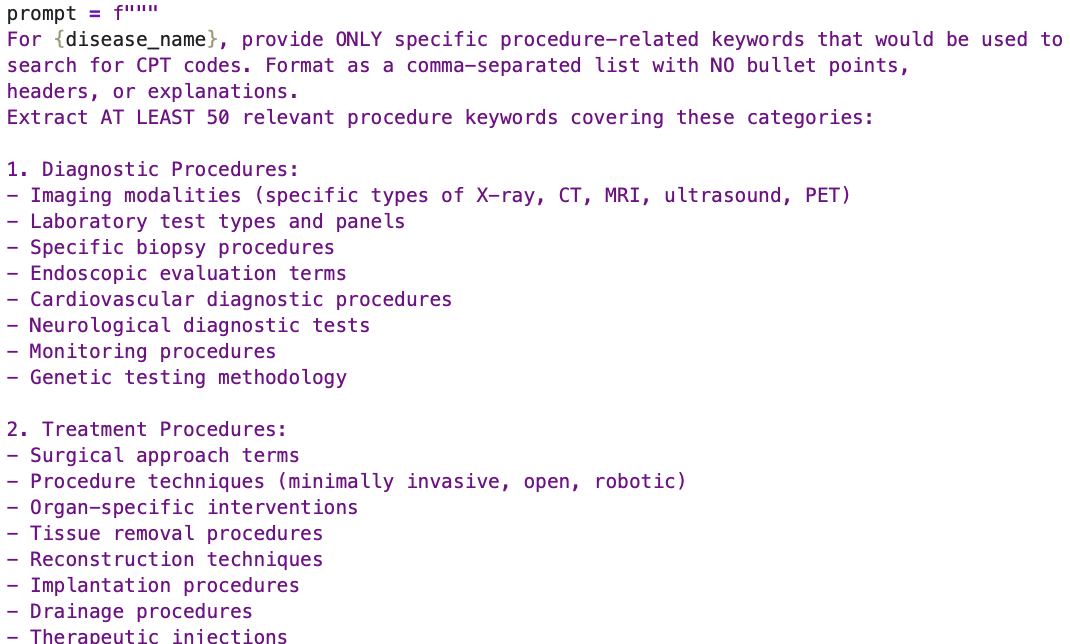 prompt = f"""
For {disease_name}, provide ONLY specific procedure-related keywords that would be used to
search for CPT codes. Format as a comma-separated list with NO bullet points,
headers, or explanations.
Extract AT LEAST 50 relevant procedure keywords covering these categories:

1. Diagnostic Procedures:
- Imaging modalities (specific types of X-ray, CT, MRI, ultrasound, PET)
- Laboratory test types and panels
- Specific biopsy procedures
- Endoscopic evaluation terms
- Cardiovascular diagnostic procedures
- Neurological diagnostic tests
- Monitoring procedures
- Genetic testing methodology

2. Treatment Procedures:
- Surgical approach terms
- Procedure techniques (minimally invasive, open, robotic)
- Organ-specific interventions
- Tissue removal procedures
- Reconstruction techniques
- Implantation procedures
- Drainage procedures
- Therapeutic injections